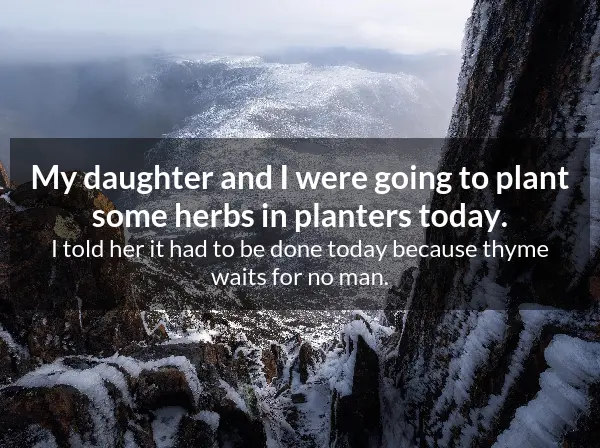 My daughter and I were going to plant
some herbs in planters today.
I told her it had to be done today because thyme
waits for no man.